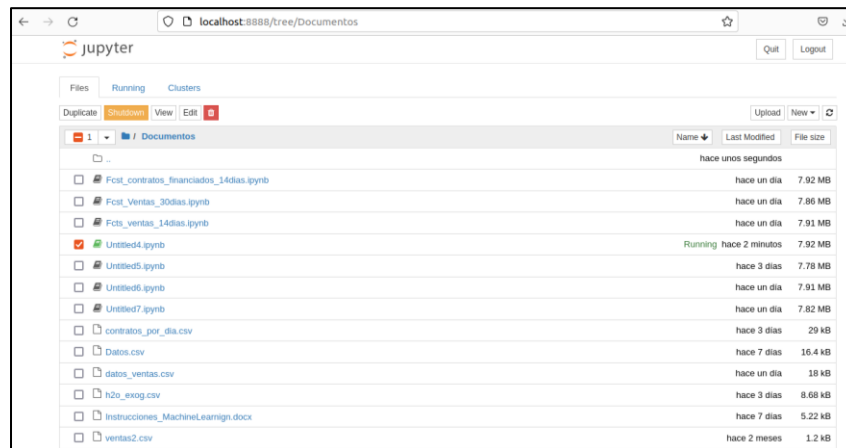 localhost:8888/tree/Documentos
jupyter
Quit Logout
Files Running Clusters
Duplicate Shutdown View Edit Upload New
1 / Documentos Name Last Modified File size
.. hace unos segundos
Fcst_contratos_financiados_14dias.ipynb hace un día 7.92 MB
Fcst_Ventas_30dias.ipynb hace un día 7.86 MB
Fcts_ventas_14dias.ipynb hace un día 7.91 MB
Untitled4.ipynb Running hace 2 minutos 7.92 MB
Untitled5.ipynb hace 3 días 7.78 MB
Untitled6.ipynb hace un día 7.91 MB
Untitled7.ipynb hace un día 7.82 MB
contratos_por_dia.csv hace 3 días 29 kB
Datos.csv hace 7 días 16.4 kB
datos_ventas.csv hace un día 18 kB
h2o_exog.csv hace 3 días 8.68 kB
Instrucciones_MachineLearnign.docx hace 7 días 5.22 kB
ventas2.csv hace 2 meses 1.2 kB